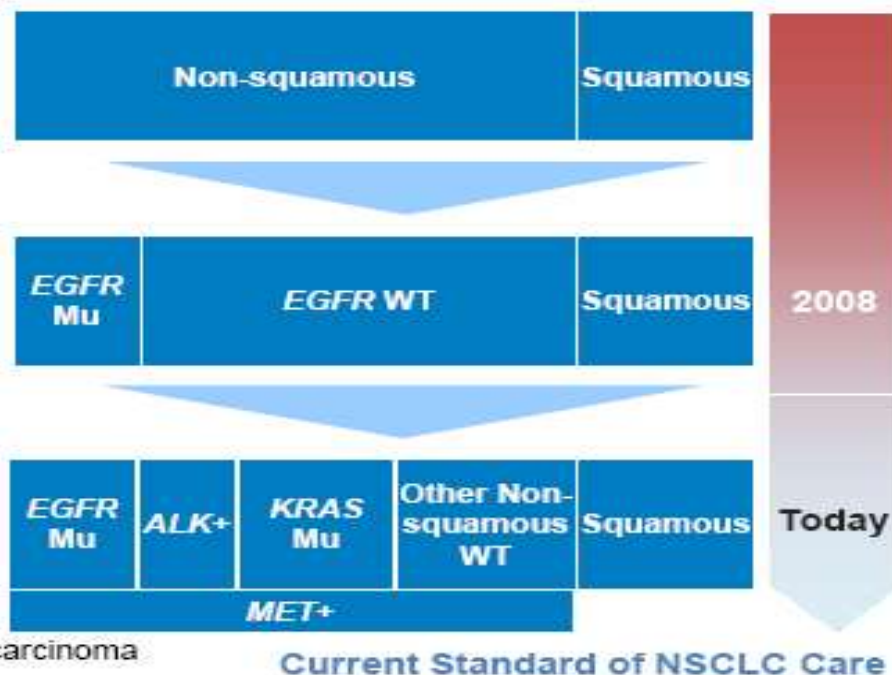 Non-squamous Squamous
EGFR Mu EGFR WT Squamous 2008
EGFR Mu ALK+ KRAS Mu Other Non-squamous WT Squamous Today
MET+
carcinoma
Current Standard of NSCLC Care